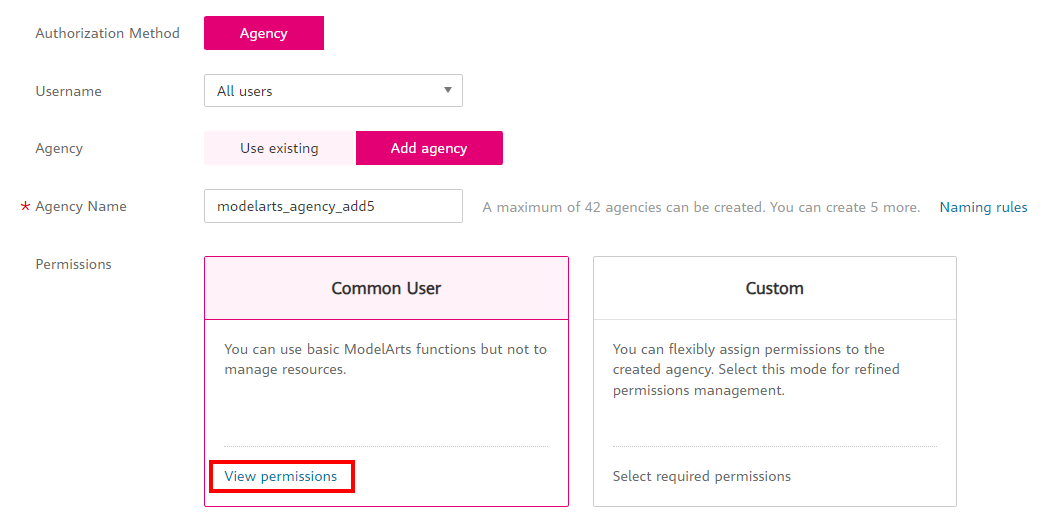 Authorization Method Agency
Username All users
Agency Use existing Add agency
* Agency Name modelarts_agency_add5 A maximum of 42 agencies can be created. You can create 5 more. Naming rules
Permissions
Common User
You can use basic ModelArts functions but not to
manage resources.
View permissions
Custom
You can flexibly assign permissions to the
created agency. Select this mode for refined
permissions management.
Select required permissions